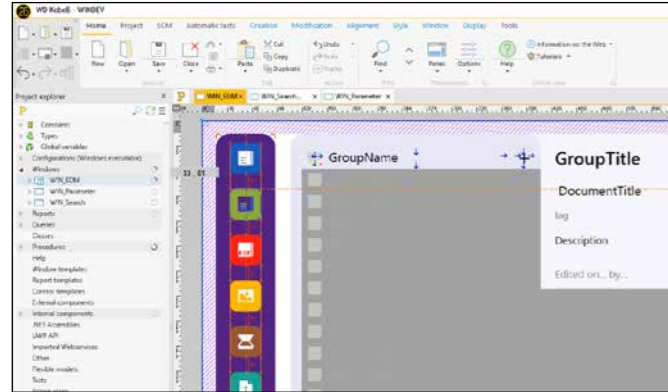 WD Kebell - WINDEV
Home Project SCM Automatic tests Creation Modification Alignment Style Window Display Tools
New Open Save Close Paste Cut Copy Duplicate Undo Find Panes Options Help Information on the Web Tutorials
Project explorer
WIN_EDM WIN_Search... WIN_Parameter
Constants
Types
Global variables
Configurations (Windows executable)
Windows
WIN_EDM
WIN_Parameter
WIN_Search
Reports
Queries
Classes
Procedures
Help
Window templates
Report templates
Control templates
External components
Internal components
.NET Assemblies
UWP API
Imported Webservices
Other
Flexible models
Tests
GroupName
GroupTitle
DocumentTitle
Description
Edited on... by...